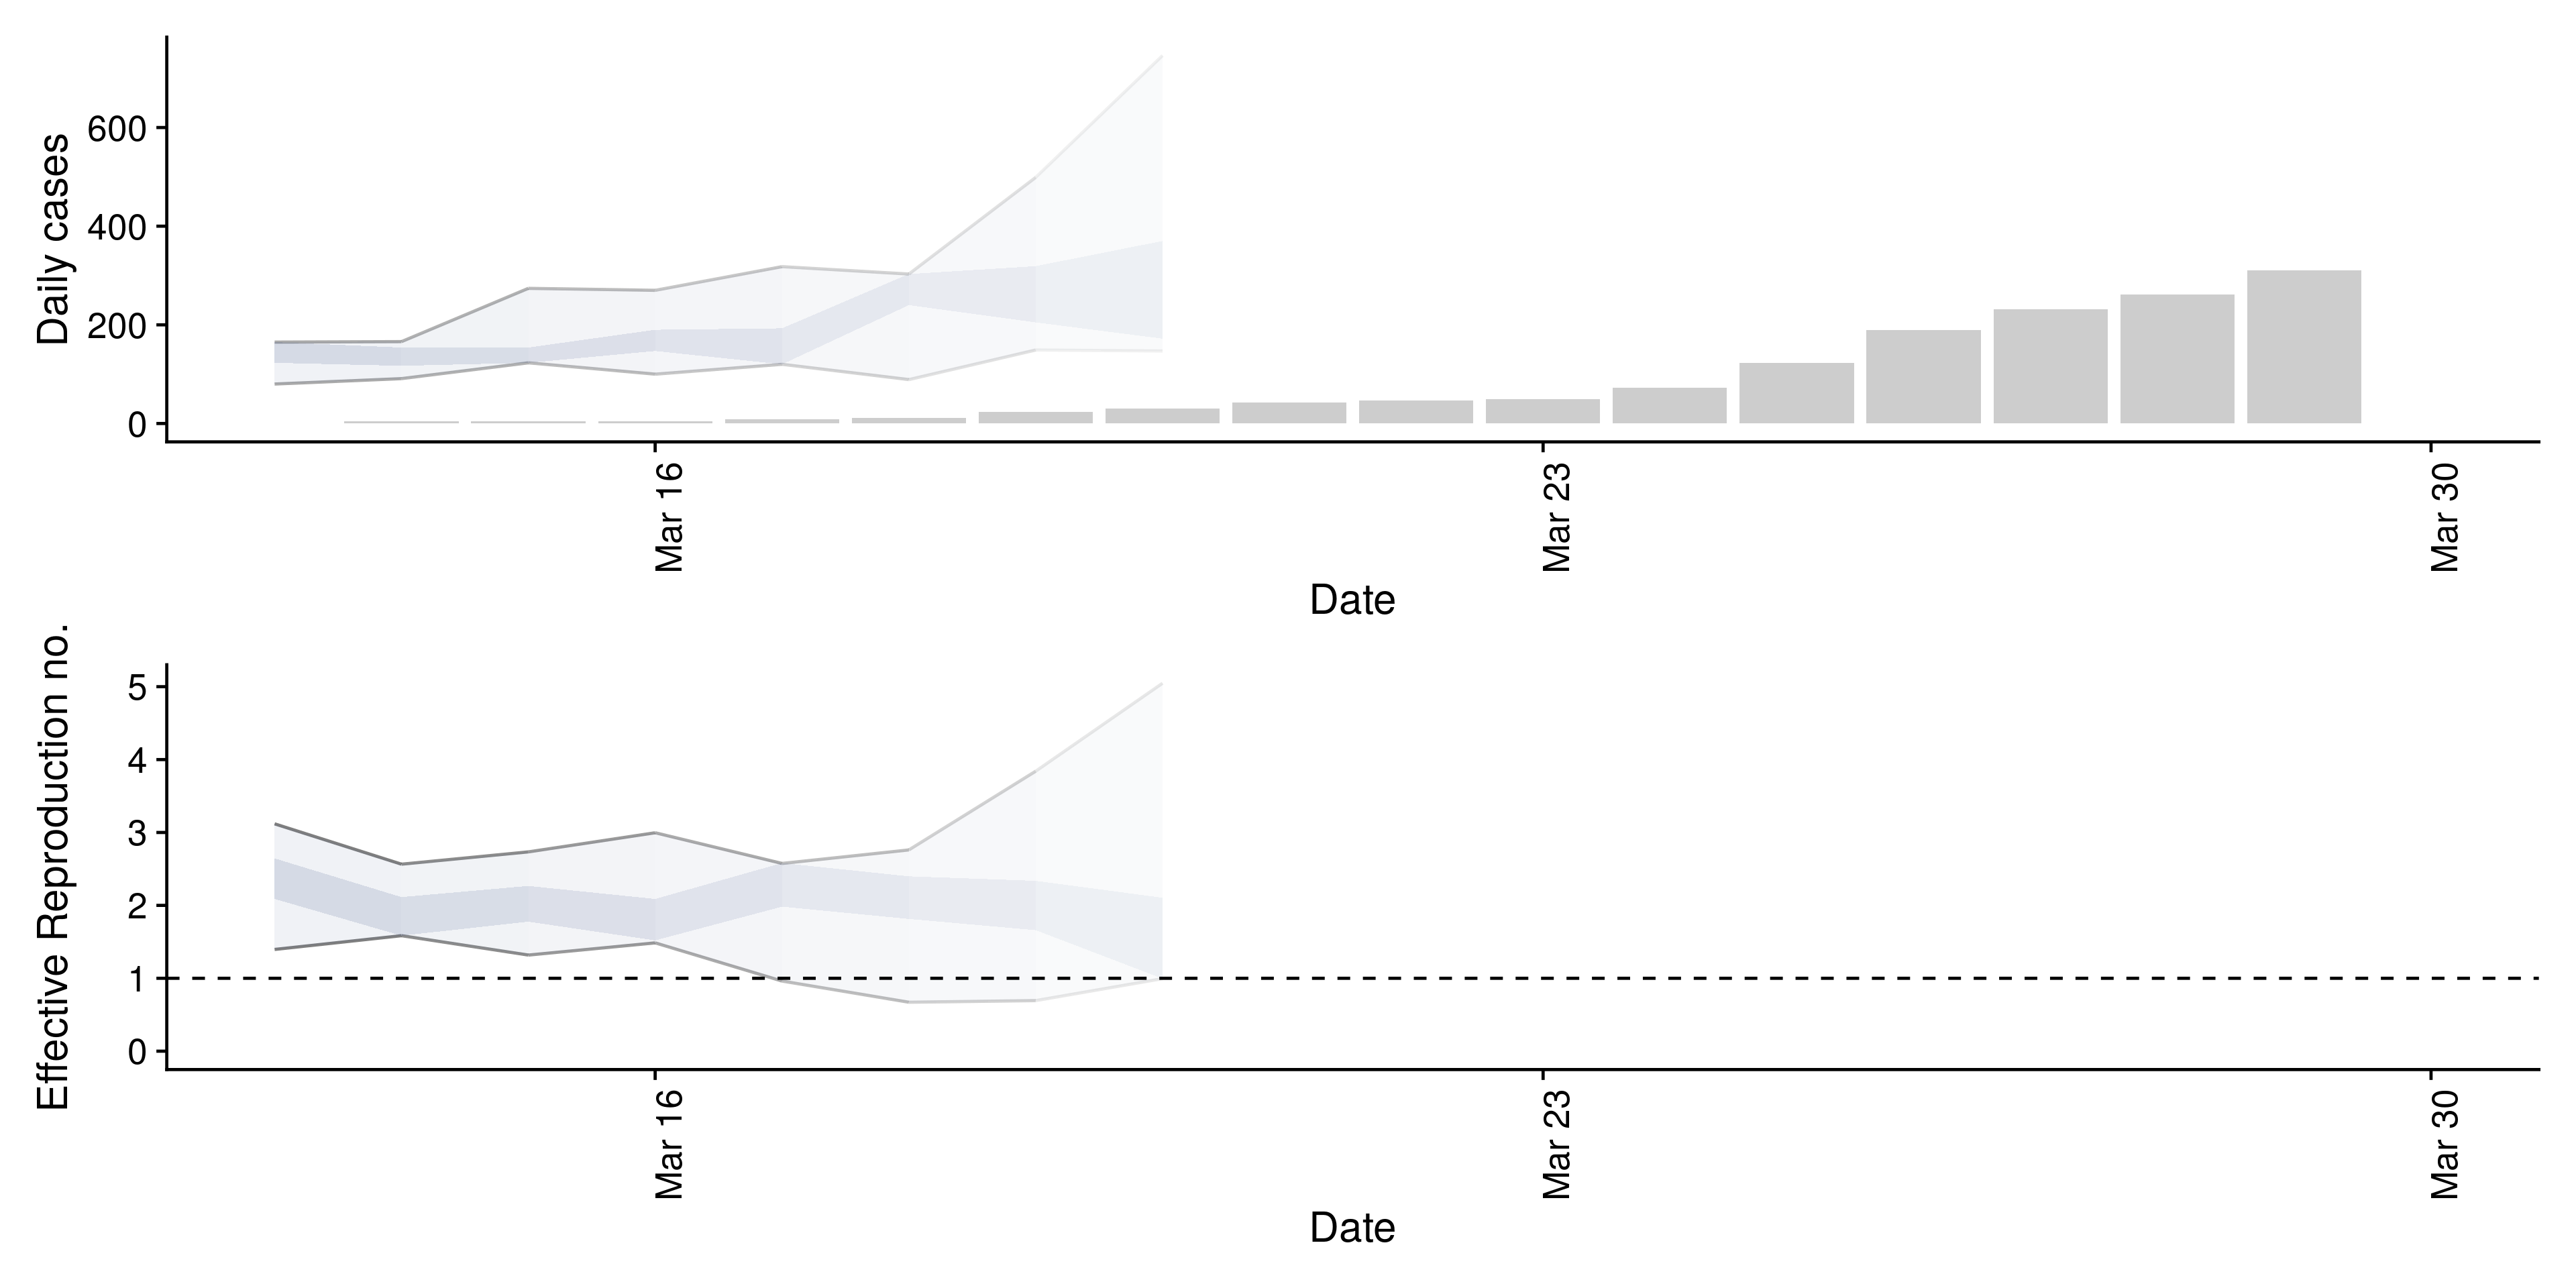 Daily cases
600
400
200
0
Mar 16
Mar 23
Mar 30
Date
Effective Reproduction no.
5
4
3
2
1
0
Mar 16
Mar 23
Mar 30
Date